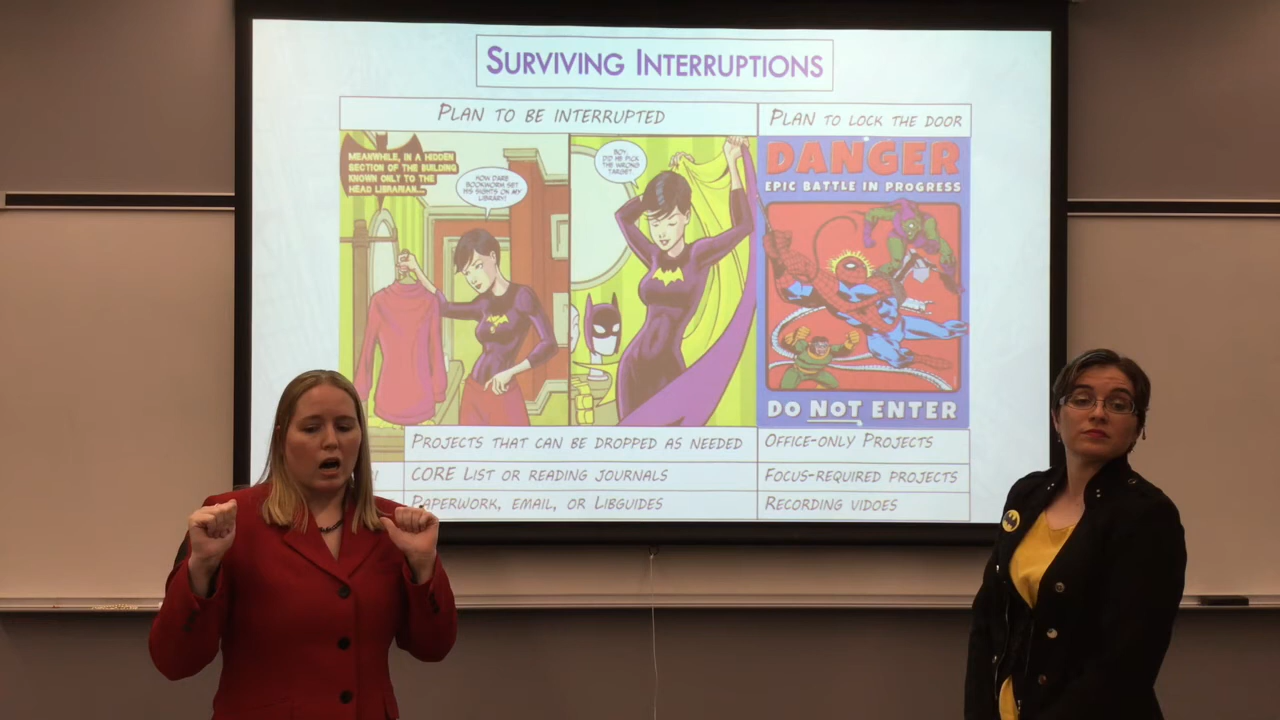 SURVIVING INTERRUPTIONS
PLAN TO BE INTERRUPTED
PLAN TO LOCK THE DOOR
MEANWHILE, IN A HIDDEN
SECTION OF THE BUILDING
KNOWN ONLY TO THE
HEAD LIBRARIAN...
HOW DARE
BOOKWORM SET
HIS SIGHTS ON MY
LIBRARY!
BOY,
DID HE PICK
THE WRONG
TARGET.
DANGER
EPIC BATTLE IN PROGRESS
DO NOT ENTER
PROJECTS THAT CAN BE DROPPED AS NEEDED
OFFICE-ONLY PROJECTS
CORE LIST OR READING JOURNALS
FOCUS-REQUIRED PROJECTS
PAPERWORK, EMAIL, OR LIBGUIDES
RECORDING VIDOES